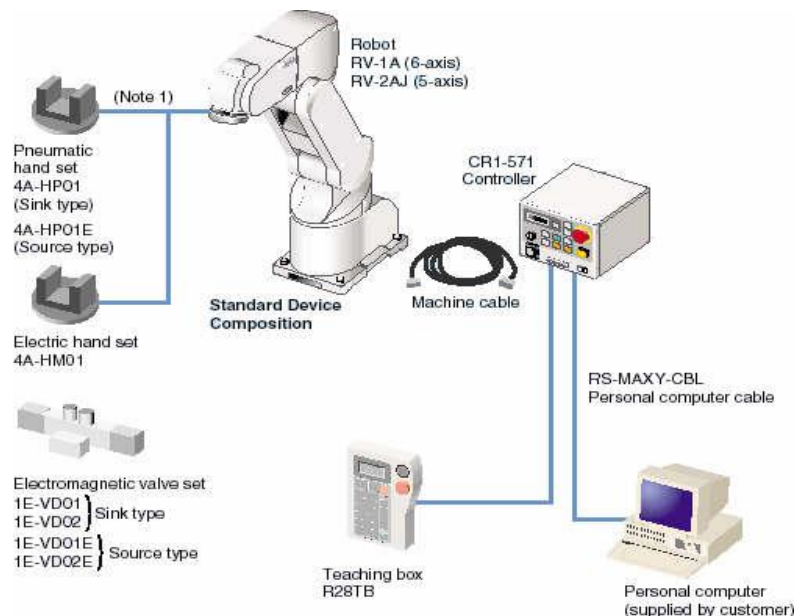 Robot
RV-1A (6-axis)
RV-2AJ (5-axis)
(Note 1)
Pneumatic
hand set
4A-HP01
(Sink type)
4A-HP01E
(Source type)
CR1-571
Controller
Standard Device
Composition
Machine cable
Electric hand set
4A-HM01
RS-MAXY-CBL
Personal computer cable
Electromagnetic valve set
1E-VD01
1E-VD02
Sink type
1E-VD01E
1E-VD02E
Source type
Teaching box
R28TB
Personal computer
(supplied by customer)